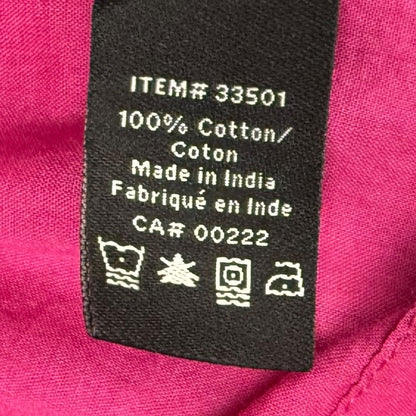 ITEM# 33501
100% Cotton/
Coton
Made in India
Fabriqué en Inde
CA# 00222